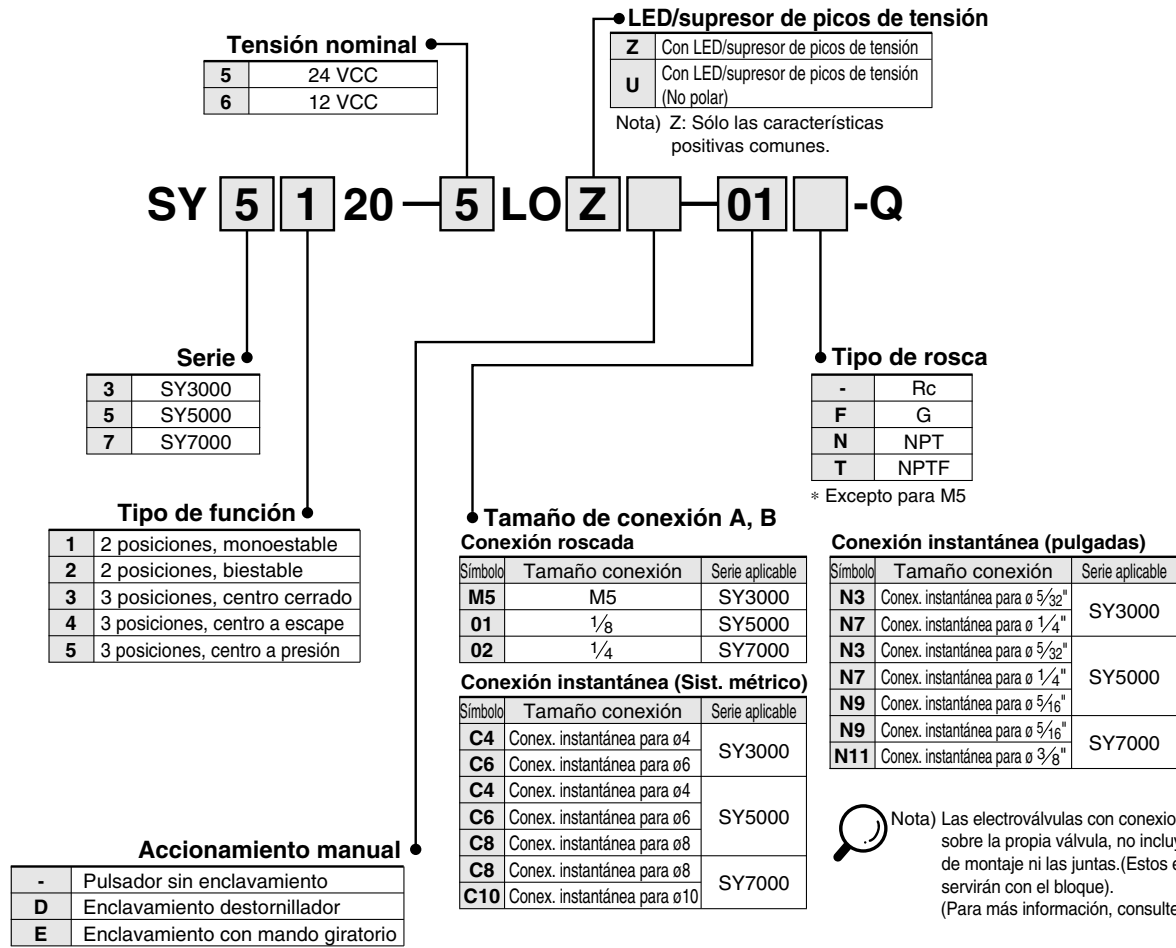 LED/supresor de picos de tensión
Z Con LED/supresor de picos de tensión
U Con LED/supresor de picos de tensión
(No polar)
Nota) Z: Sólo las características
positivas comunes.
Tensión nominal
5 24 VCC
6 12 VCC
SY 5 1 20 — 5 LO Z — 01 -Q
Serie
3 SY3000
5 SY5000
7 SY7000
Tipo de función
1 2 posiciones, monoestable
2 2 posiciones, biestable
3 3 posiciones, centro cerrado
4 3 posiciones, centro a escape
5 3 posiciones, centro a presión
Accionamiento manual
- Pulsador sin enclavamiento
D Enclavamiento destornillador
E Enclavamiento con mando giratorio
Tipo de rosca
- Rc
F G
N NPT
T NPTF
* Excepto para M5
Tamaño de conexión A, B
Conexión roscada
Símbolo Tamaño conexión Serie aplicable
M5 M5 SY3000
01 1/8 SY5000
02 1/4 SY7000
Conexión instantánea (Sist. métrico)
Símbolo Tamaño conexión Serie aplicable
C4 Conex. instantánea para ø4 SY3000
C6 Conex. instantánea para ø6
C4 Conex. instantánea para ø4 SY5000
C6 Conex. instantánea para ø6
C8 Conex. instantánea para ø8
C8 Conex. instantánea para ø8 SY7000
C10 Conex. instantánea para ø10
Conexión instantánea (pulgadas)
Símbolo Tamaño conexión Serie aplicable
N3 Conex. instantánea para ø 5/32" SY3000
N7 Conex. instantánea para ø 1/4"
N3 Conex. instantánea para ø 5/32" SY5000
N7 Conex. instantánea para ø 1/4"
N9 Conex. instantánea para ø 5/16"
N9 Conex. instantánea para ø 5/16" SY7000
N11 Conex. instantánea para ø 3/8"
Nota) Las electroválvulas con
sobre la propia válvula, no
de montaje ni las juntas.(Estos
servirán con el bloque).
(Para más información,